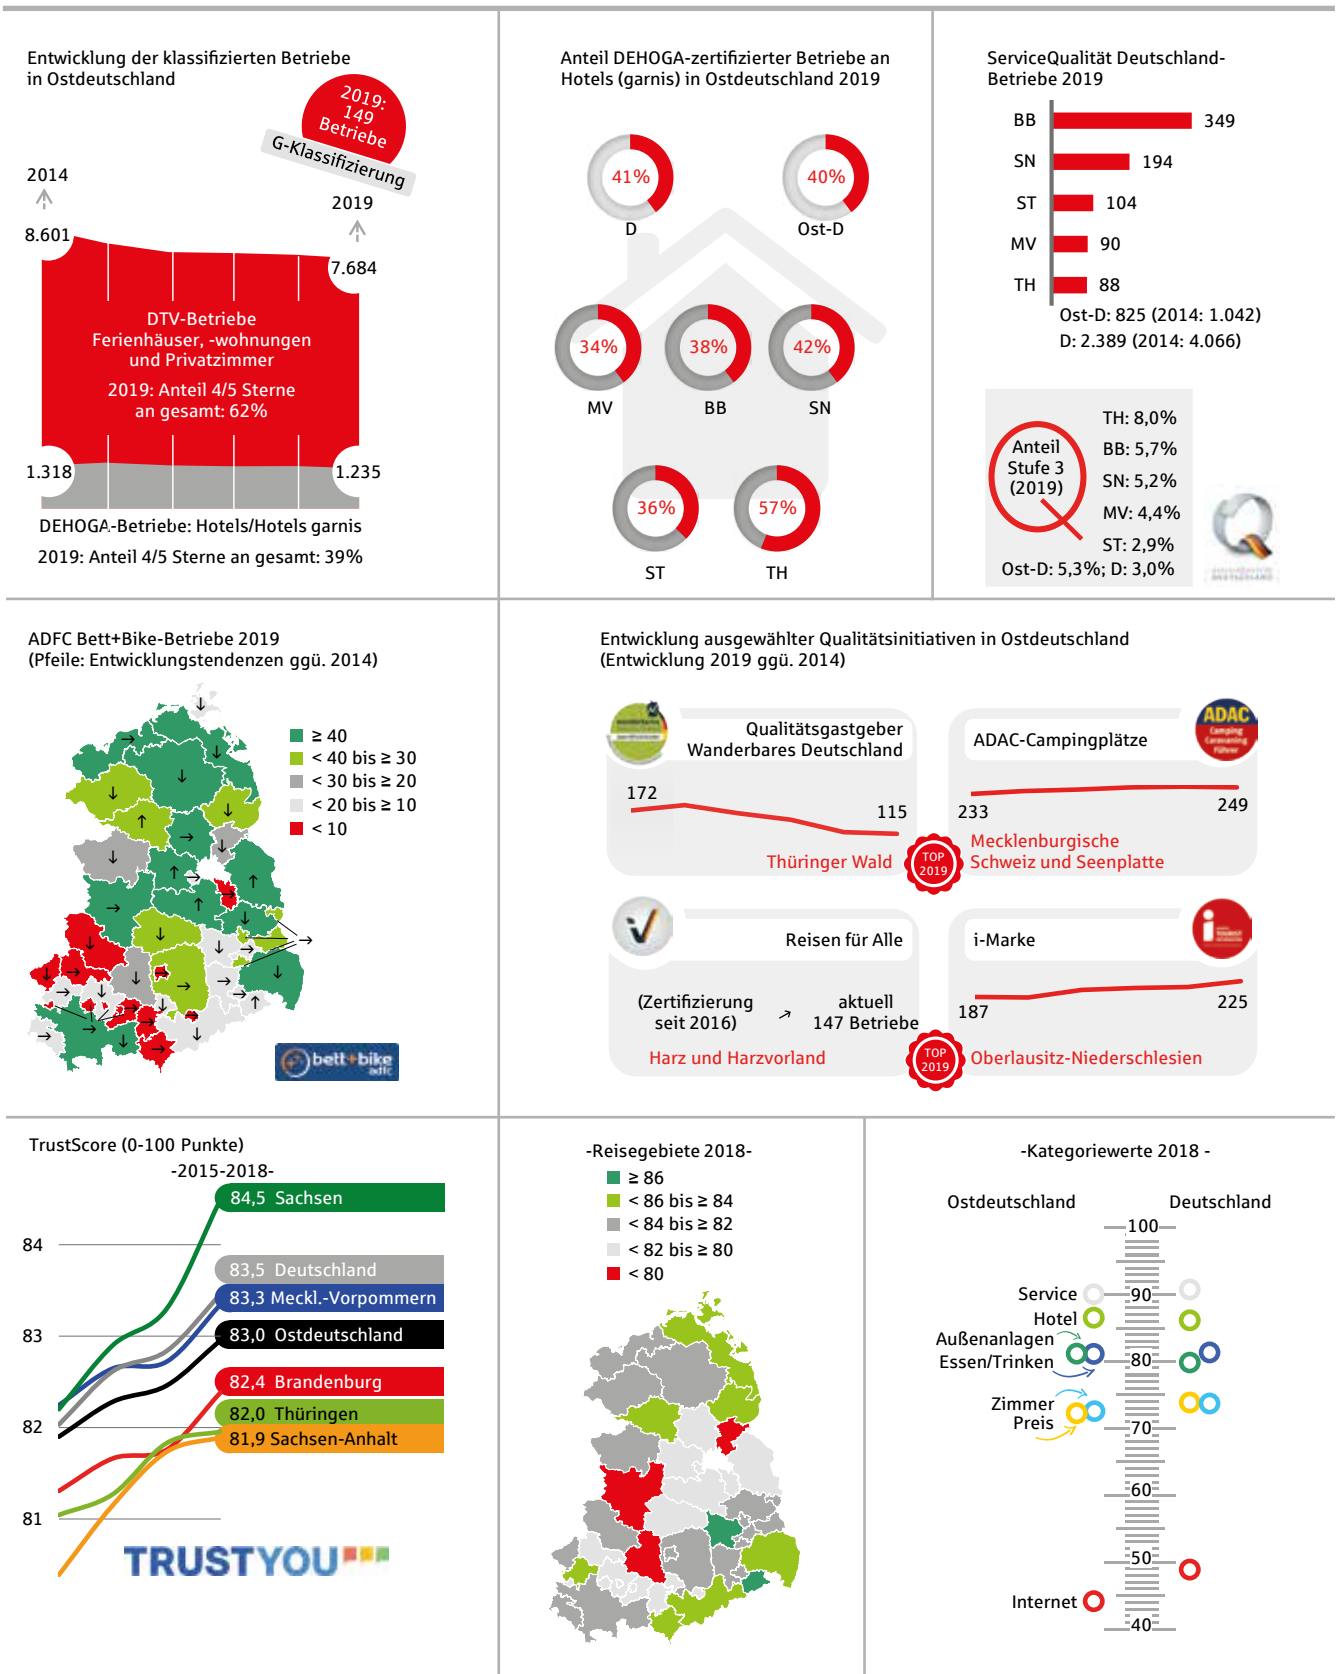 Entwicklung der klassifizierten Betriebe
in Ostdeutschland
2019:
149
Betriebe
G-Klassifizierung
2014
2019
8.601
7.684
DTV-Betriebe
Ferienhäuser, -wohnungen
und Privatzimmer
2019: Anteil 4/5 Sterne
an gesamt: 62%
1.318
1.235
DEHOGA-Betriebe: Hotels/Hotels garnis
2019: Anteil 4/5 Sterne an gesamt: 39%
Anteil DEHOGA-zertifizierter Betriebe an
Hotels (garnis) in Ostdeutschland 2019
41%
40%
D
Ost-D
34%
38%
42%
MV
BB
SN
36%
57%
ST
TH
ServiceQualität Deutschland-
Betriebe 2019
BB 349
SN 194
ST 104
MV 90
TH 88
Ost-D: 825 (2014: 1.042)
D: 2.389 (2014: 4.066)
Anteil
Stufe 3
(2019)
TH: 8,0%
BB: 5,7%
SN: 5,2%
MV: 4,4%
ST: 2,9%
Ost-D: 5,3%; D: 3,0%
ADFC Bett+Bike-Betriebe 2019
(Pfeile: Entwicklungstendenzen ggü. 2014)
≥ 40
< 40 bis ≥ 30
< 30 bis ≥ 20
< 20 bis ≥ 10
< 10
bett+bike
adfc
Entwicklung ausgewählter Qualitätsinitiativen in Ostdeutschland
(Entwicklung 2019 ggü. 2014)
Qualitätsgastgeber
Wanderbares Deutschland
172
115
Thüringer Wald
TOP
2019
ADAC-Campingplätze
ADAC
Camping
Caravaning
Führer
233
249
Mecklenburgische
Schweiz und Seenplatte
Reisen für Alle
(Zertifizierung
seit 2016)
aktuell
147 Betriebe
Harz und Harzvorland
TOP
2019
i-Marke
i
187
225
Oberlausitz-Niederschlesien
TrustScore (0-100 Punkte)
-2015-2018-
84,5 Sachsen
84
83,5 Deutschland
83,3 Meckl.-Vorpommern
83
83,0 Ostdeutschland
82,4 Brandenburg
82,0 Thüringen
82
81,9 Sachsen-Anhalt
81
TRUSTYOU
-Reisegebiete 2018-
≥ 86
< 86 bis ≥ 84
< 84 bis ≥ 82
< 82 bis ≥ 80
< 80
-Kategoriewerte 2018 -
Ostdeutschland
Deutschland
100
Service
90
Hotel
Außenanlagen
Essen/Trinken
80
Zimmer
Preis
70
60
50
Internet
40